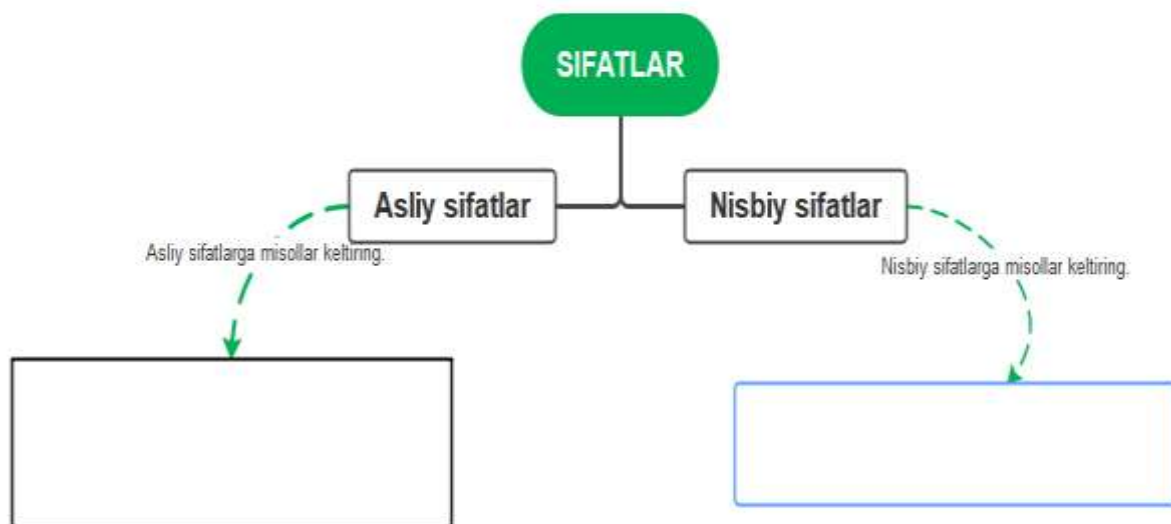 SIFATLAR
Asliy sifatlar
Nisbiy sifatlar
Asliy sifatlarga misollar keltiring.
Nisbiy sifatlarga misollar keltiring.